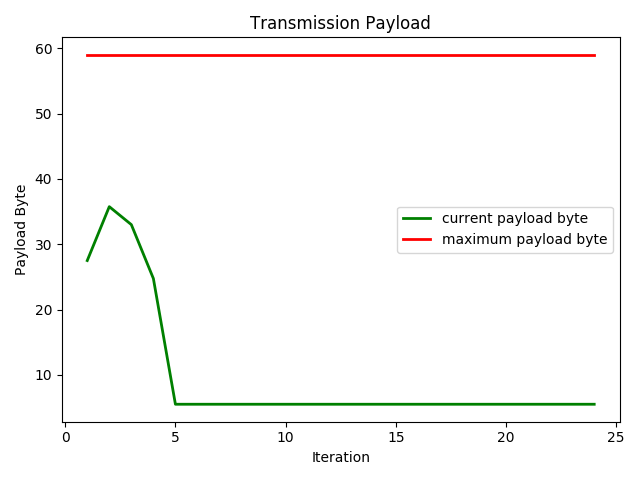 Transmission Payload
60
50
40
30
20
10
Payload Byte
current payload byte
maximum payload byte
0
5
10
15
20
25
Iteration